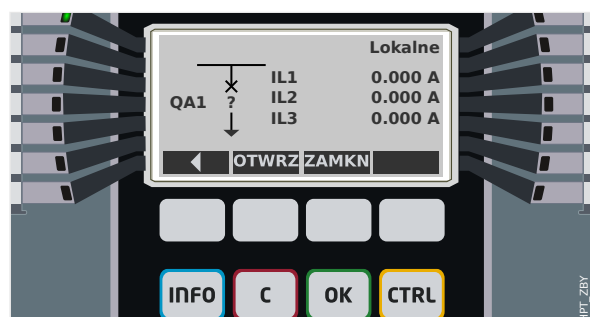 Lokalne
IL1 0.000 A
QA1 ? IL2 0.000 A
IL3 0.000 A
OTWRZ ZAMKN
INFO C OK CTRL
HPT_ZBY